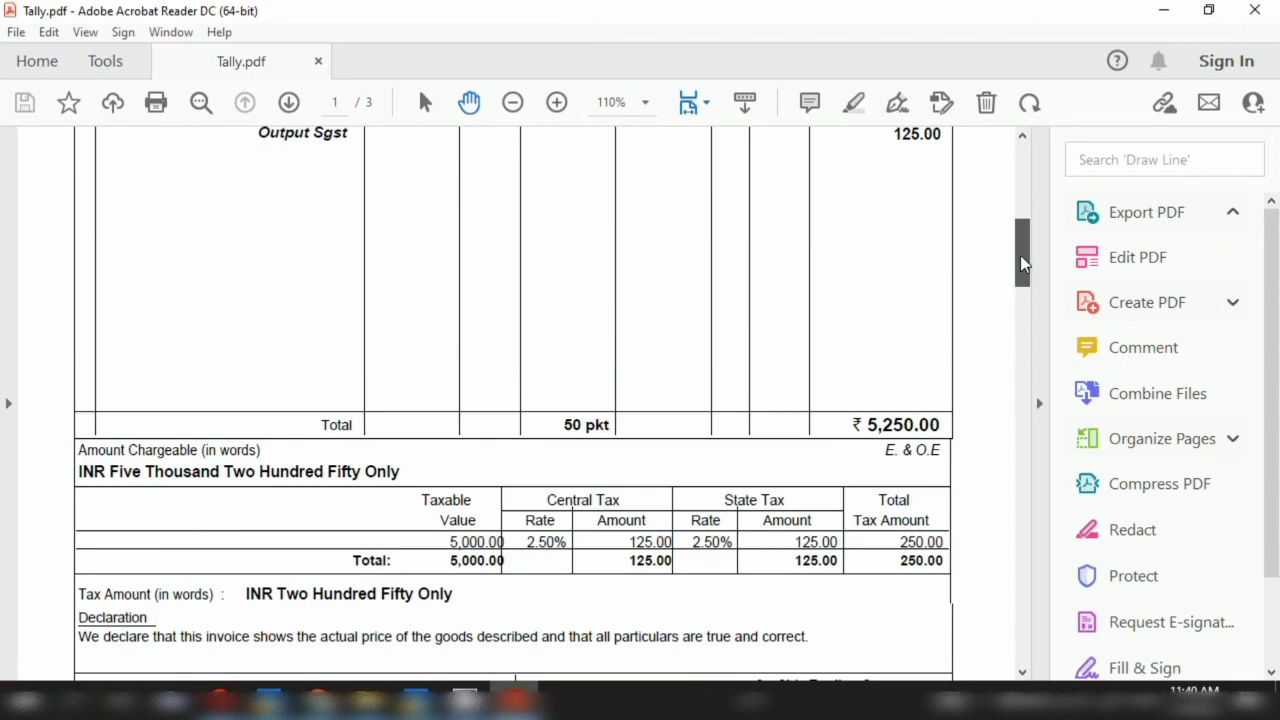 Tally.pdf - Adobe Acrobat Reader DC (64-bit)
File Edit View Sign Window Help
Home Tools Tally.pdf × Sign In
1 / 3 110%
Output Sgst 125.00
Total 50 pkt ₹ 5,250.00
Amount Chargeable (in words) E. & O.E
INR Five Thousand Two Hundred Fifty Only
Taxable Central Tax State Tax Total
Value Rate Amount Rate Amount Tax Amount
5,000.00 2.50% 125.00 2.50% 125.00 250.00
Total: 5,000.00 125.00 125.00 250.00
Tax Amount (in words) : INR Two Hundred Fifty Only
Declaration
We declare that this invoice shows the actual price of the goods described and that all particulars are true and correct.
Search 'Draw Line'
Export PDF
Edit PDF
Create PDF
Comment
Combine Files
Organize Pages
Compress PDF
Redact
Protect
Request E-signat...
Fill & Sign
11:40 AM